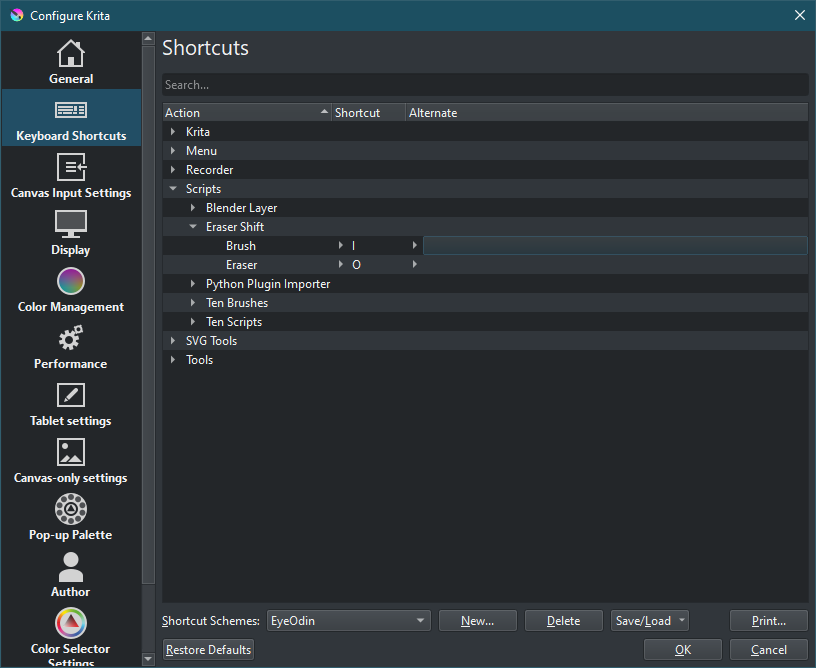 Configure Krita
General
Keyboard Shortcuts
Canvas Input Settings
Display
Color Management
Performance
Tablet settings
Canvas-only settings
Pop-up Palette
Author
Color Selector
Settings
Shortcuts
Search...
Action Shortcut Alternate
Krita
Menu
Recorder
Scripts
Blender Layer
Eraser Shift
Brush I
Eraser O
Python Plugin Importer
Ten Brushes
Ten Scripts
SVG Tools
Tools
Shortcut Schemes: EyeOdin New... Delete Save/Load Print...
Restore Defaults OK Cancel